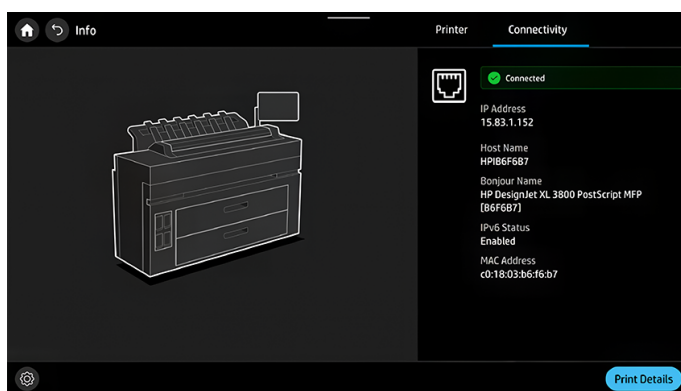 Info
Printer
Connectivity
Connected
IP Address
15.83.1.152
Host Name
HPIB6F6B7
Bonjour Name
HP DesignJet XL 3800 PostScript MFP
[B6F6B7]
IPv6 Status
Enabled
MAC Address
c0:18:03:b6:f6:b7
Print Details